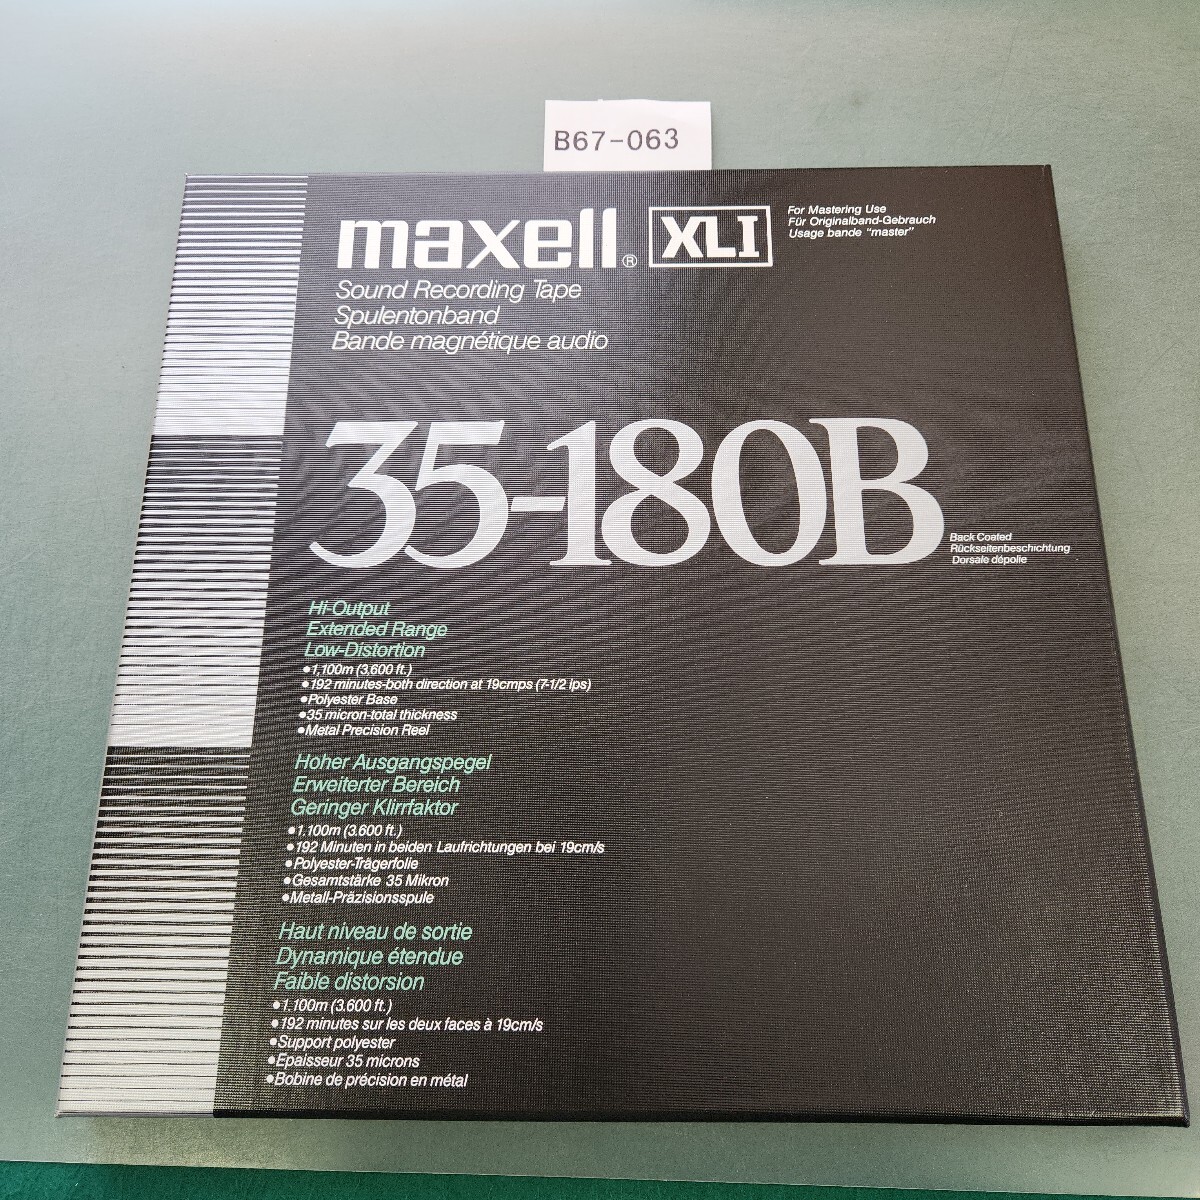 B67-063
maxell® XLI
For Mastering Use
Für Originalband-Gebrauch
Usage bande "master"
Sound Recording Tape
Spulentonband
Bande magnétique audio
35-180B
Back Coated
Rückseitenbeschichtung
Dorsale dépolie
Hi-Output
Extended Range
Low-Distortion
•1,100m (3,600 ft.)
•192 minutes-both direction at 19cmps (7-1/2 ips)
•Polyester Base
•35 micron-total thickness
•Metal Precision Reel
Hoher Ausgangspegel
Erweiterter Bereich
Geringer Klirrfaktor
•1.100m (3.600 ft.)
•192 Minuten in beiden Laufrichtungen bei 19cm/s
•Polyester-Trägerfolie
•Gesamtstärke 35 Mikron
•Metall-Präzisionsspule
Haut niveau de sortie
Dynamique étendue
Faible distorsion
•1.100m (3.600 ft.)
•192 minutes sur les deux faces à 19cm/s
•Support polyester
•Epaisseur 35 microns
•Bobine de précision en métal